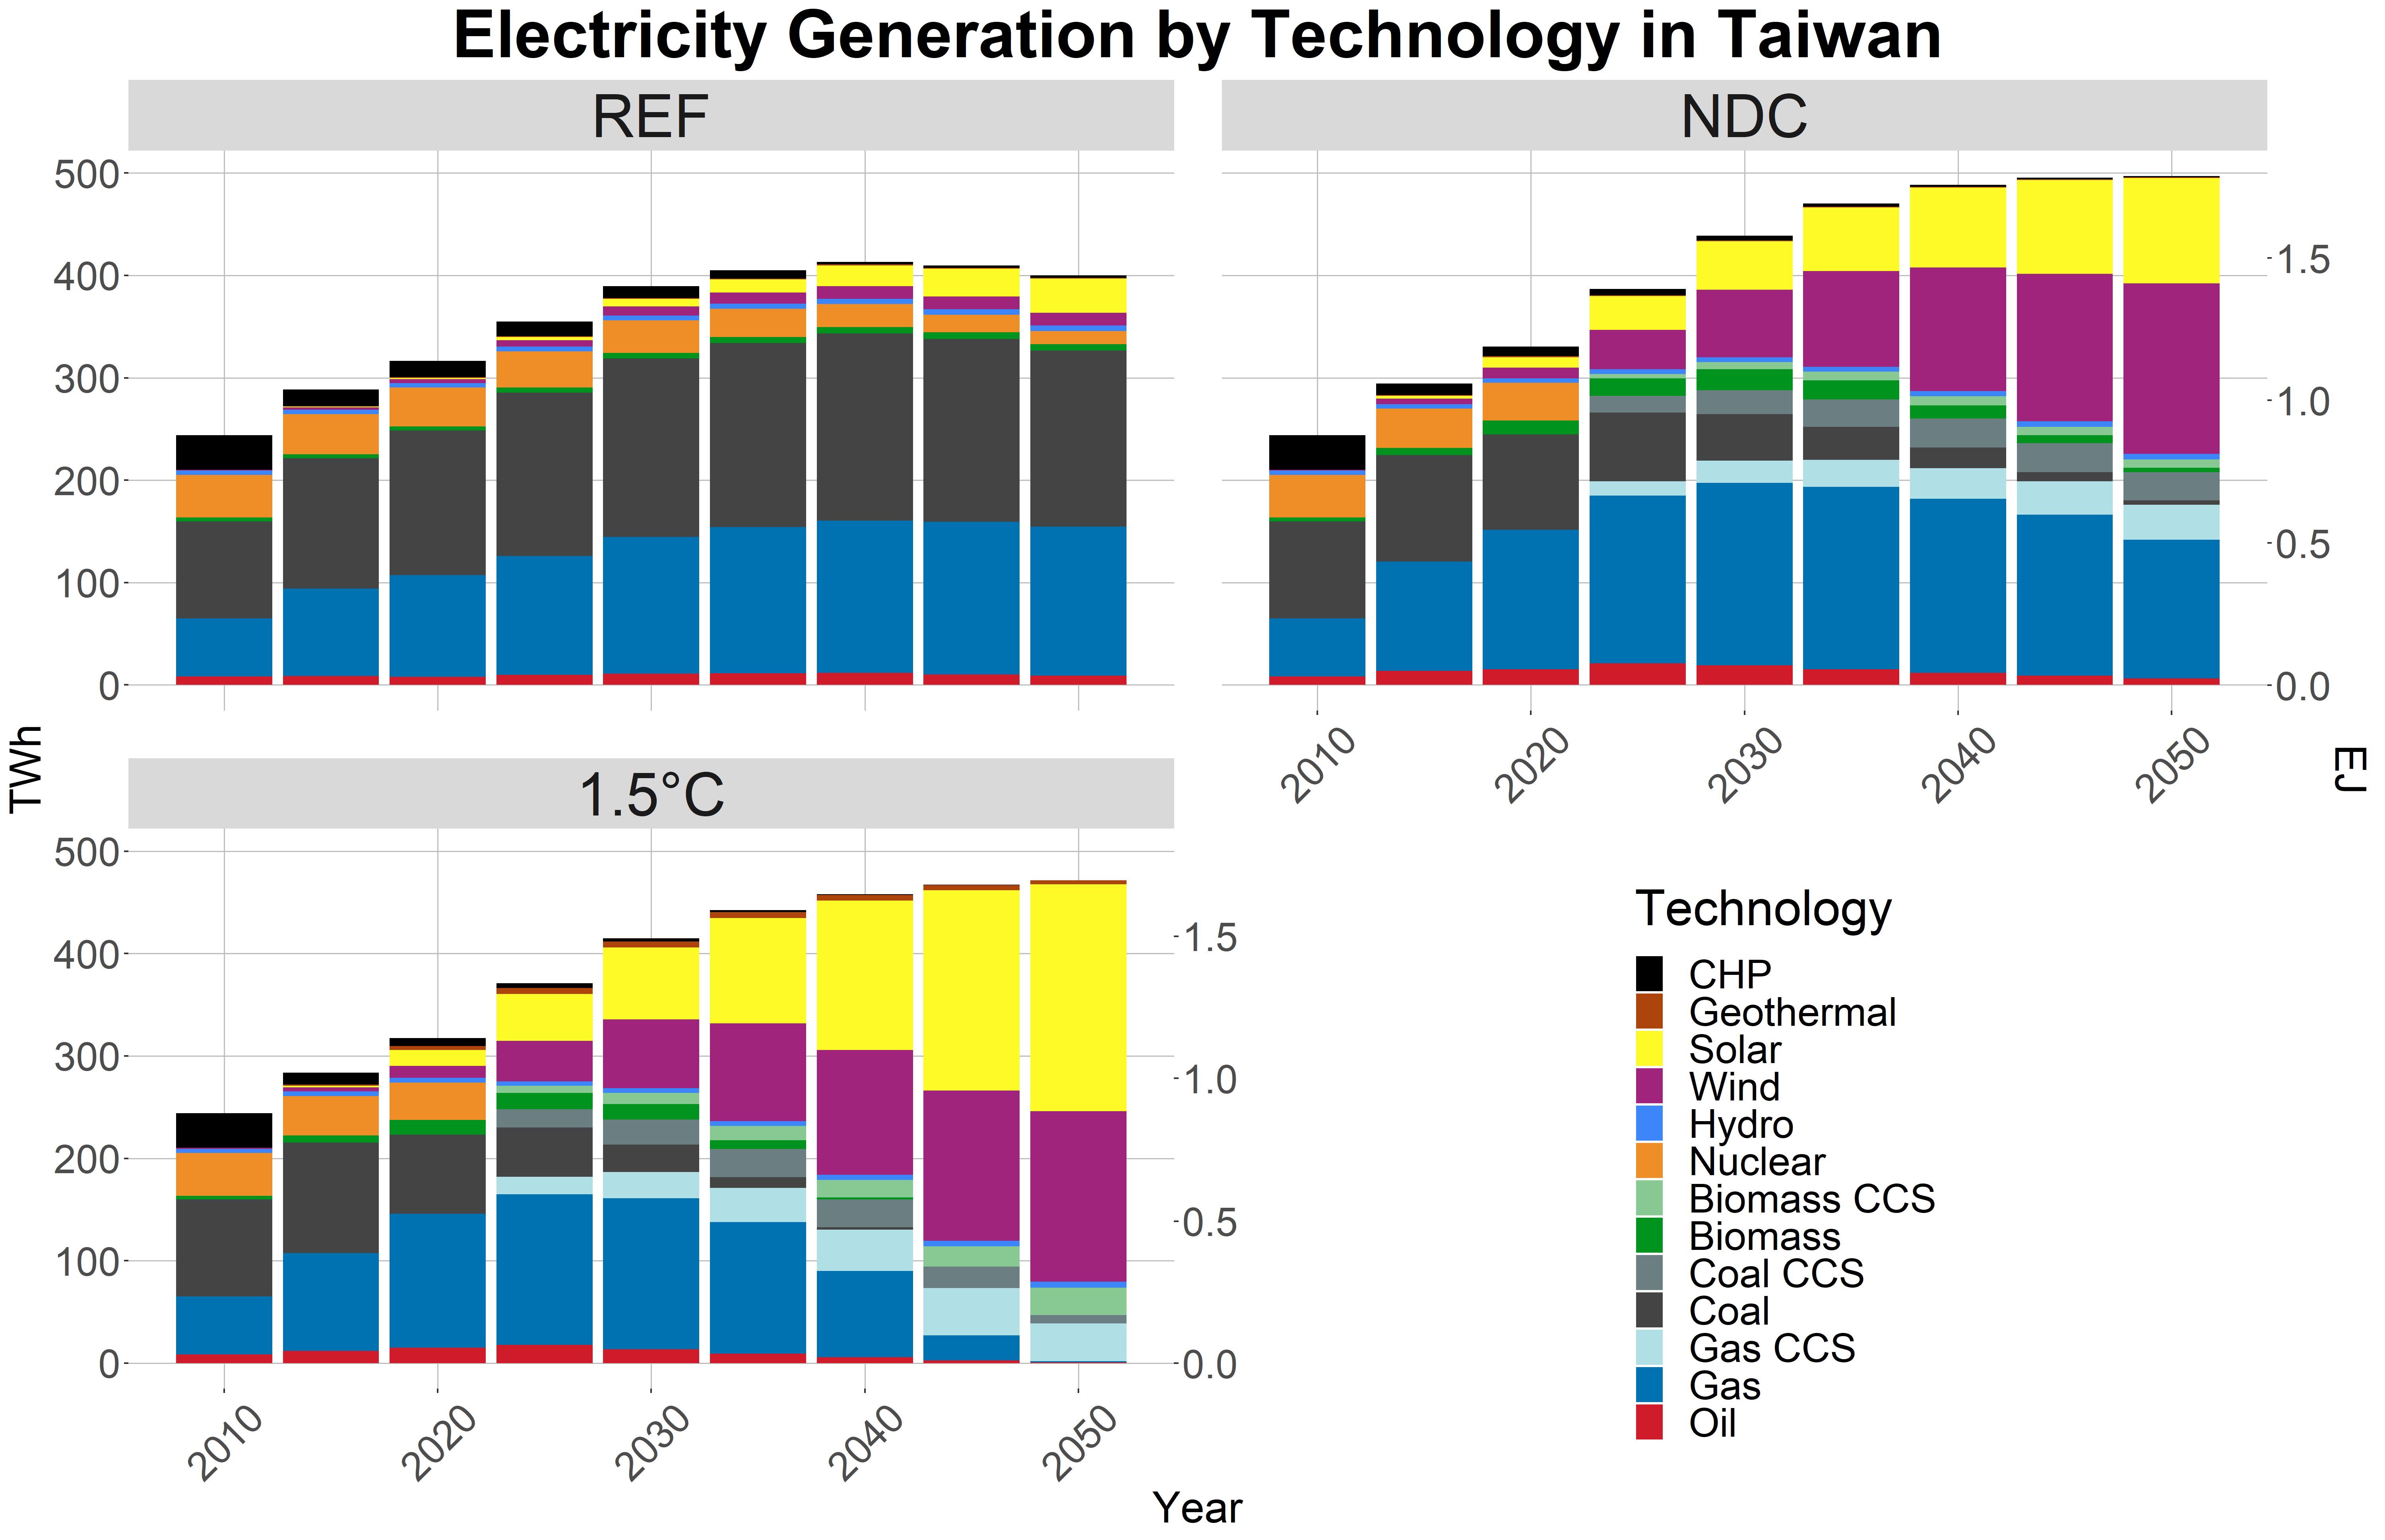 Electricity Generation by Technology in Taiwan
REF
NDC
500
400
300
200
100
0
1.5
1.0
0.5
0.0
2010
2020
2030
2040
2050
TWh
EJ
1.5°C
500
400
300
200
100
0
1.5
1.0
0.5
0.0
2010
2020
2030
2040
2050
Year
Technology
CHP
Geothermal
Solar
Wind
Hydro
Nuclear
Biomass CCS
Biomass
Coal CCS
Coal
Gas CCS
Gas
Oil